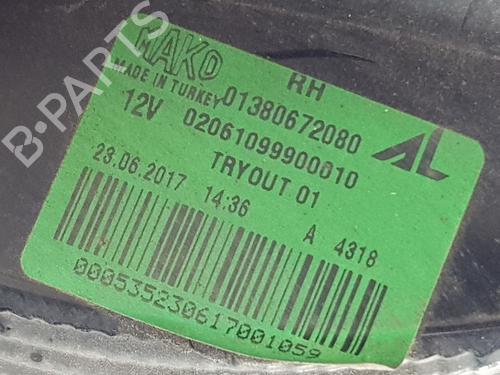 MAKO
RH
MADE IN TURKEY 01380672080
12V 02061099900010 AL
TRYOUT 01
23.06.2017 14:36 A 4318
000535230617001059
B-PARTS